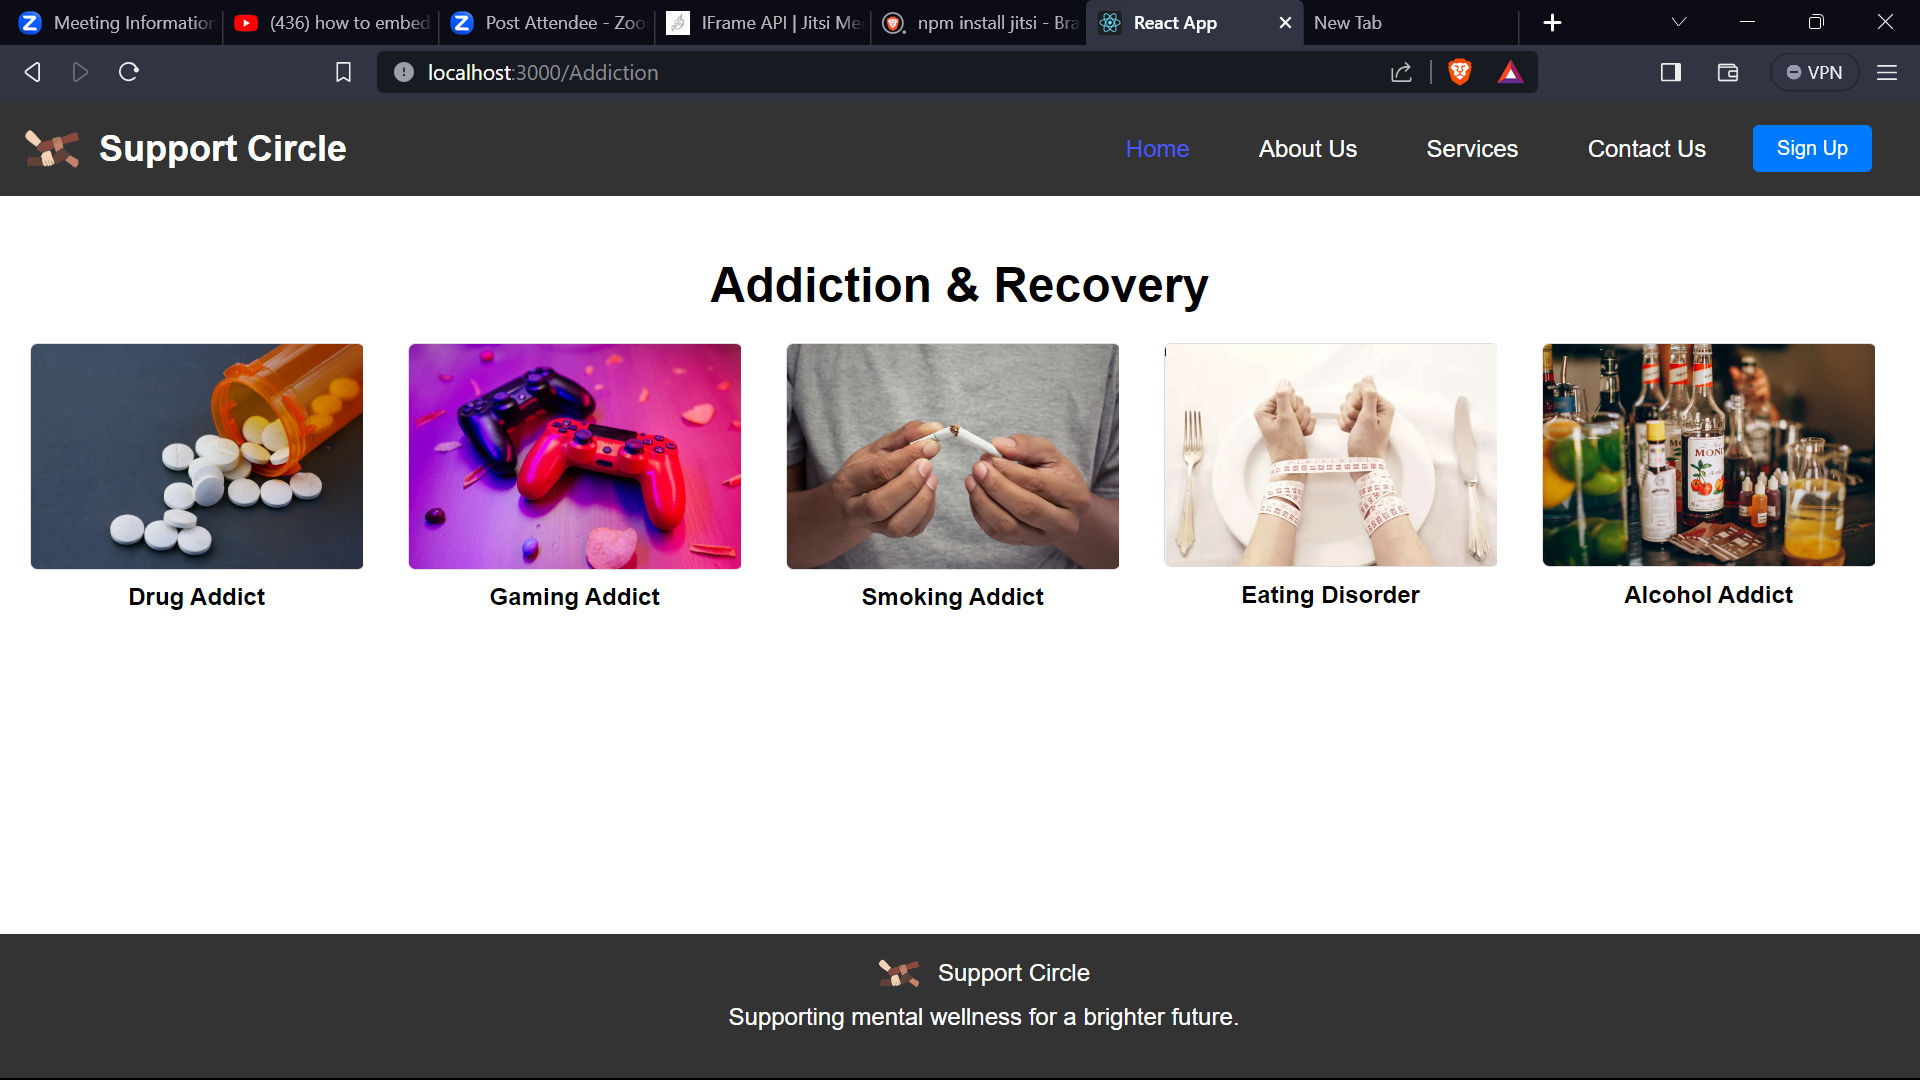 Meeting Information
(436) how to embed
Post Attendee - Zoo
IFrame API | Jitsi Me
npm install jitsi - Bra
React App
New Tab
localhost:3000/Addiction
VPN
Support Circle
Home
About Us
Services
Contact Us
Sign Up
Addiction & Recovery
MONI
Drug Addict
Gaming Addict
Smoking Addict
Eating Disorder
Alcohol Addict
Support Circle
Supporting mental wellness for a brighter future.